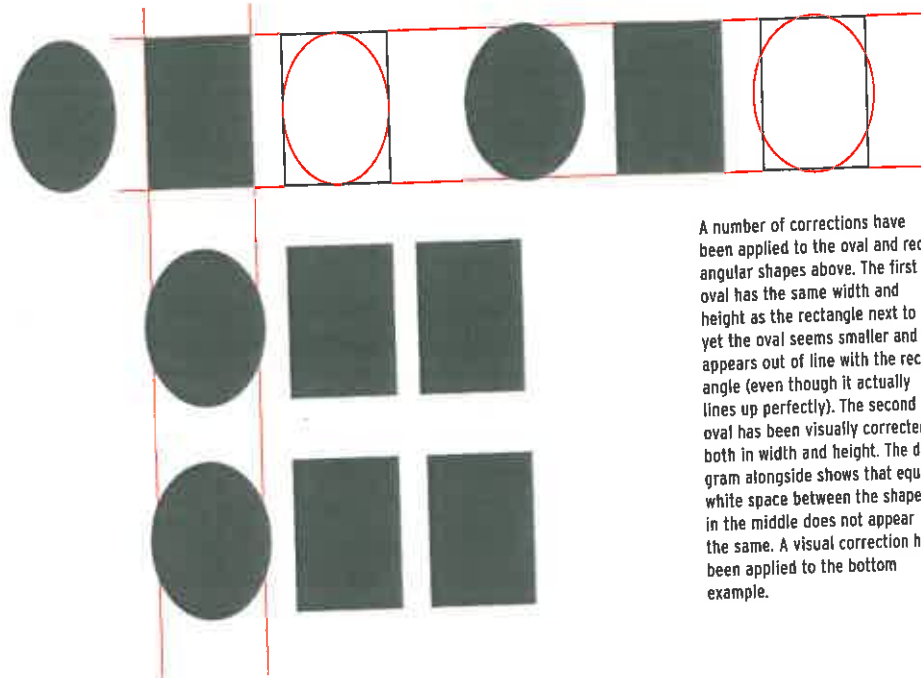 A number of corrections have
been applied to the oval and rec
angular shapes above. The first
oval has the same width and
height as the rectangle next to
yet the oval seems smaller and
appears out of line with the rec
angle (even though it actually
lines up perfectly). The second
oval has been visually correcte
both in width and height. The d
gram alongside shows that equ
white space between the shape
in the middle does not appear
the same. A visual correction h
been applied to the bottom
example.